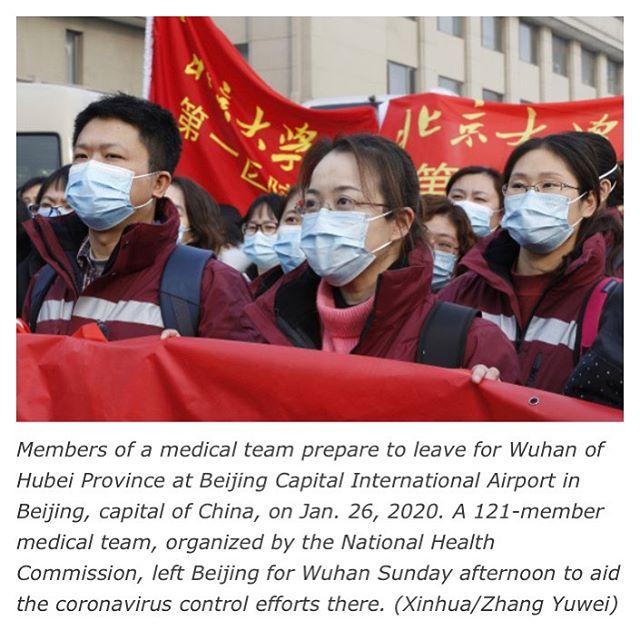 北京大学
第一医院
北京大
第
Members of a medical team prepare to leave for Wuhan of
Hubei Province at Beijing Capital International Airport in
Beijing, capital of China, on Jan. 26, 2020. A 121-member
medical team, organized by the National Health
Commission, left Beijing for Wuhan Sunday afternoon to aid
the coronavirus control efforts there. (Xinhua/Zhang Yuwei)